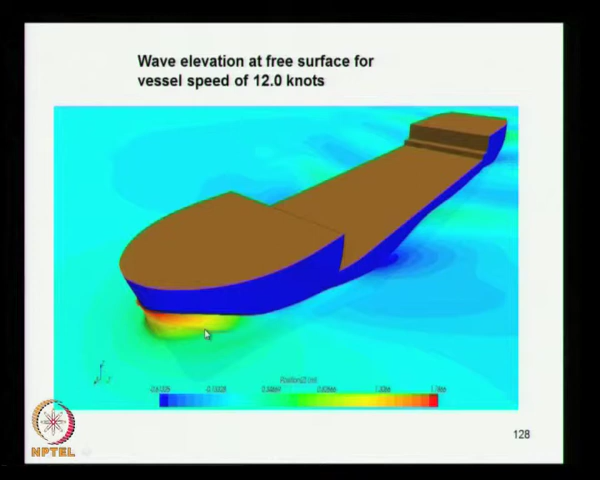 Wave elevation at free surface for
vessel speed of 12.0 knots
128
NPTEL